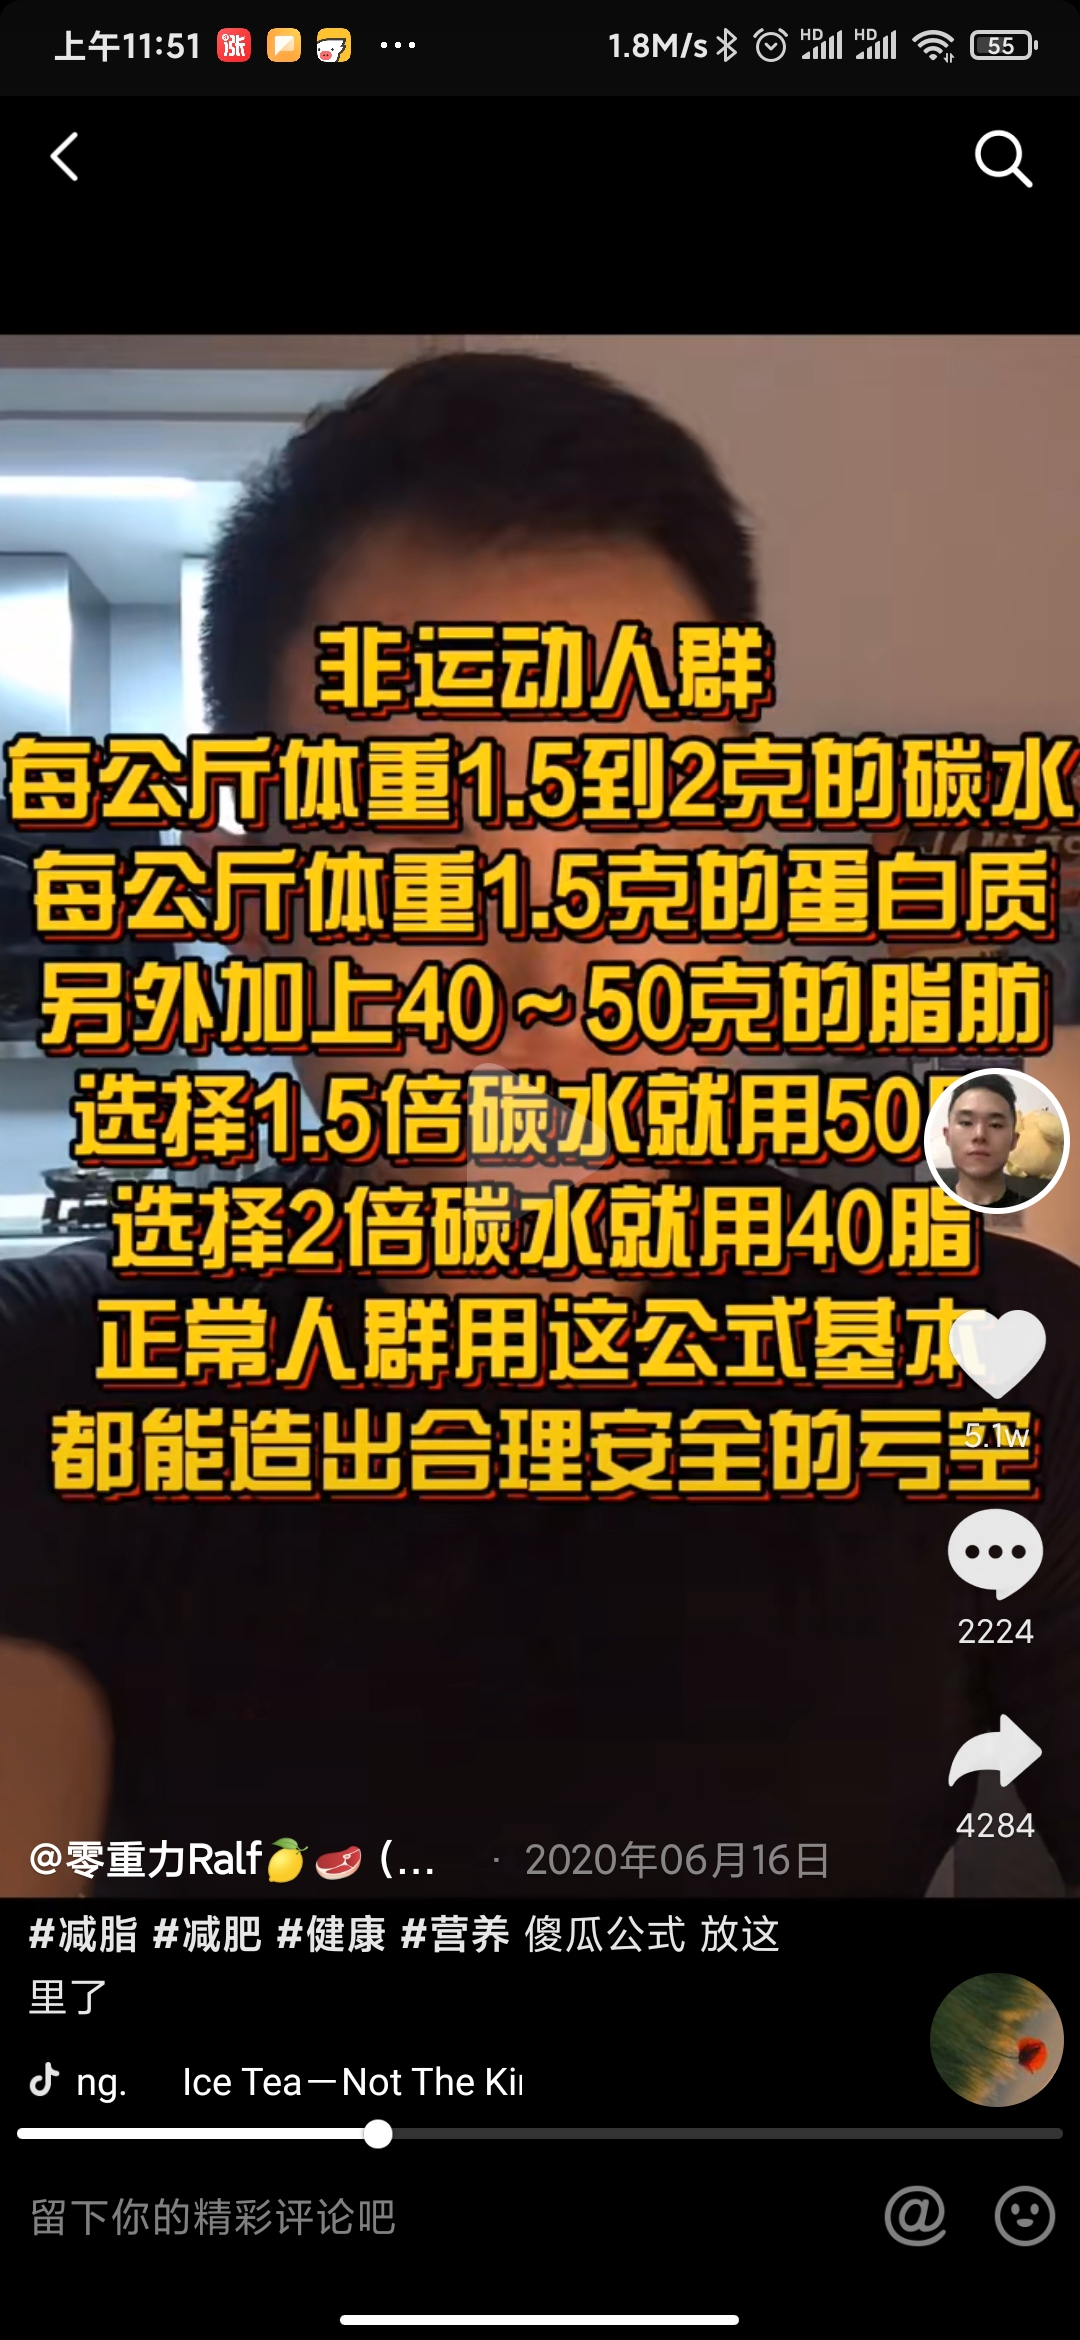 上午11:51
涨
1.8M/s
HD
HD
55
非运动人群
每公斤体重1.5到2克的碳水
每公斤体重1.5克的蛋白质
另外加上40~50克的脂肪
选择1.5倍碳水就用50
选择2倍碳水就用40脂
正常人群用这公式基本
都能造出合理安全的亏空
5.1w
2224
4284
@零重力Ralf🍋🥩 (... · 2020年06月16日
#减脂 #减肥 #健康 #营养 傻瓜公式 放这
里了
ng. Ice Tea—Not The Ki
留下你的精彩评论吧
@